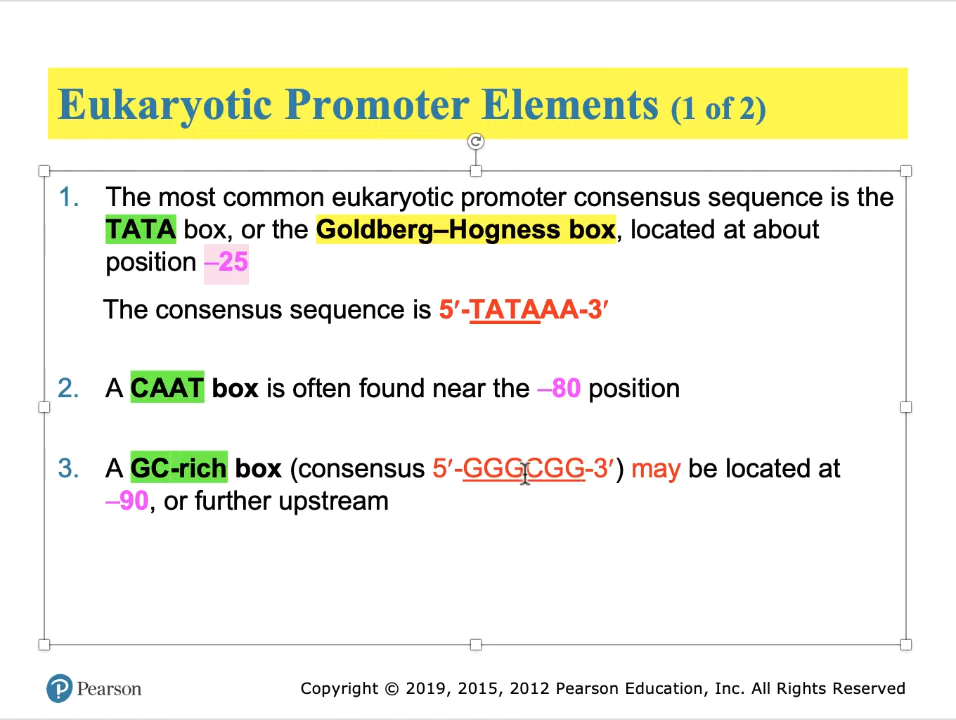 Eukaryotic Promoter Elements (1 of 2)
1. The most common eukaryotic promoter consensus sequence is the
TATA box, or the Goldberg–Hogness box, located at about
position –25
The consensus sequence is 5′-TATAAA-3′
2. A CAAT box is often found near the –80 position
3. A GC-rich box (consensus 5′-GGGCGG-3′) may be located at
–90, or further upstream
Pearson
Copyright © 2019, 2015, 2012 Pearson Education, Inc. All Rights Reserved